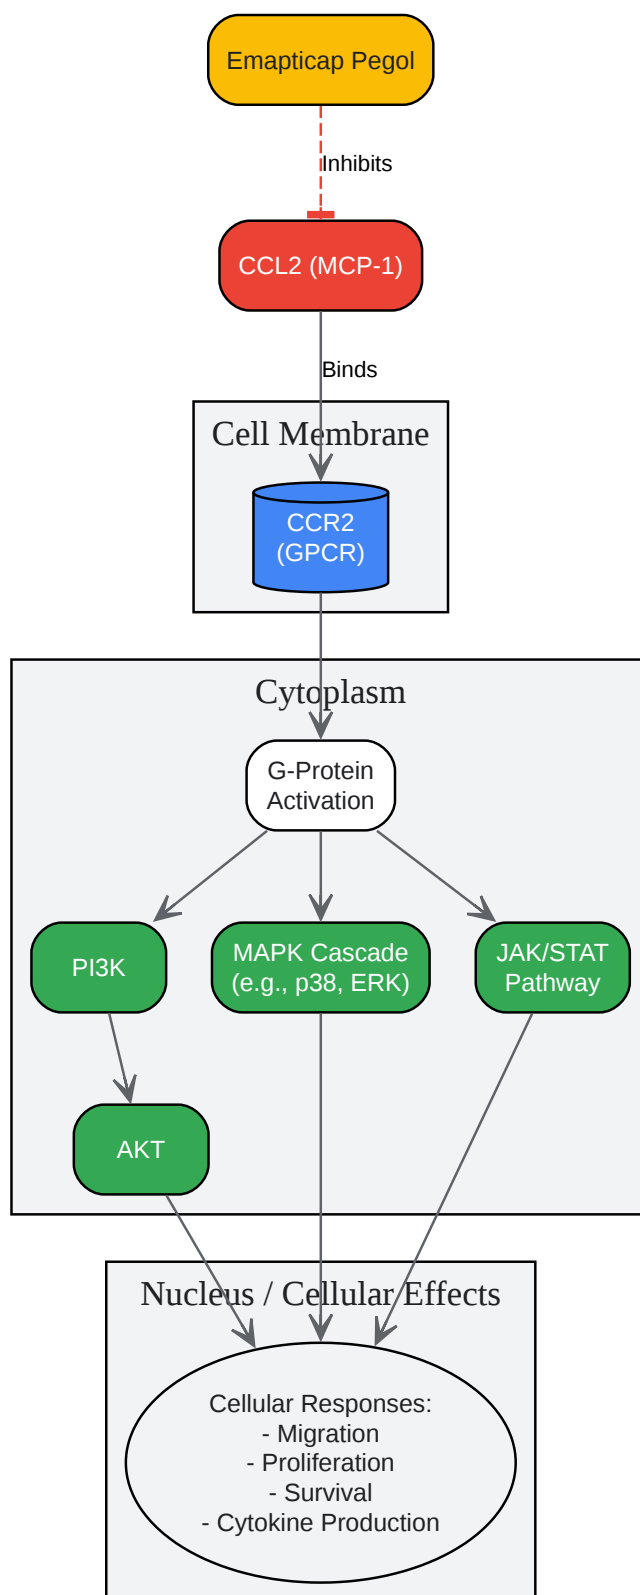 Emapticap Pegol
Inhibits
CCL2 (MCP-1)
Binds
Cell Membrane
CCR2
(GPCR)
Cytoplasm
G-Protein
Activation
PI3K
MAPK Cascade
(e.g., p38, ERK)
JAK/STAT
Pathway
AKT
Nucleus / Cellular Effects
Cellular Responses:
- Migration
- Proliferation
- Survival
- Cytokine Production